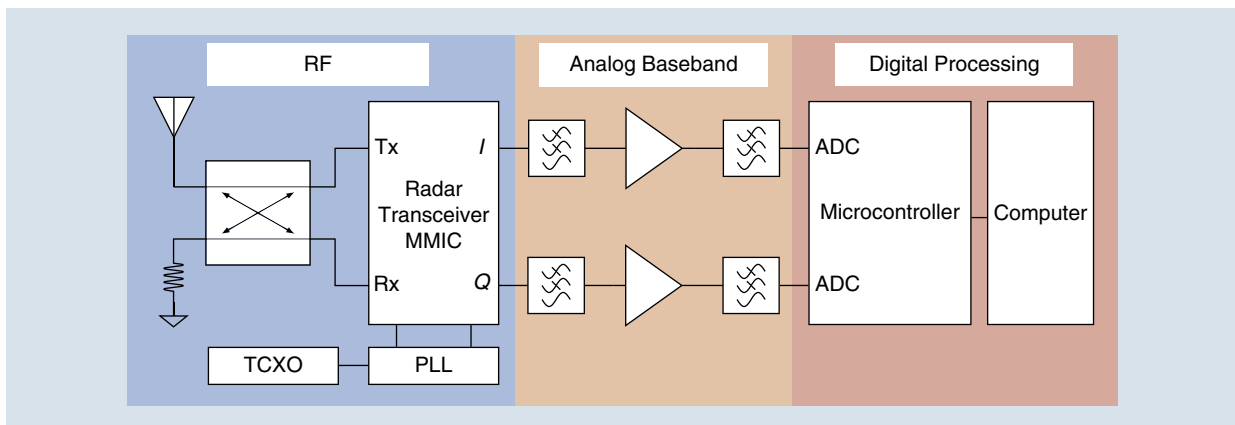 RF
Analog Baseband
Digital Processing
Tx
I
Radar
Transceiver
MMIC
Rx
Q
TCXO
PLL
ADC
Microcontroller
ADC
Computer